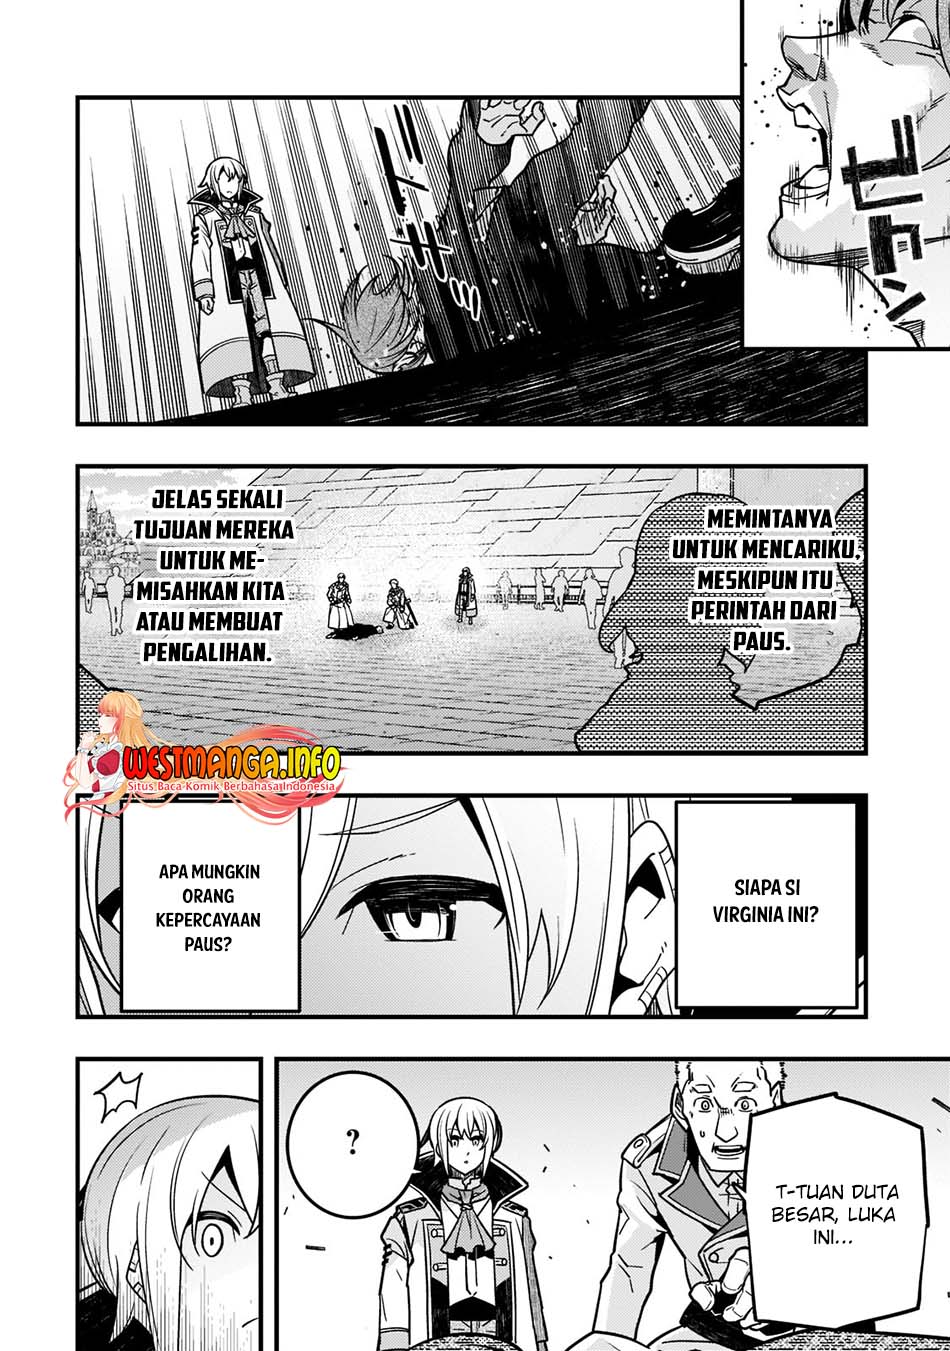 MEMINTANYA
UNTUK MENCARIKU,
MESKIPUN ITU
PERINTAH DARI
PAUS.
JELAS SEKALI
TUJUAN MEREKA
UNTUK ME-
MISAHKAN KITA
ATAU MEMBUAT
PENGALIHAN.
WESTMANGA.INFO
Situs Baca Komik Berbahasa Indonesia
SIAPA SI
VIRGINIA INI?
APA MUNGKIN
ORANG
KEPERCAYAAN
PAUS?
T-TUAN DUTA
BESAR, LUKA
INI...
?